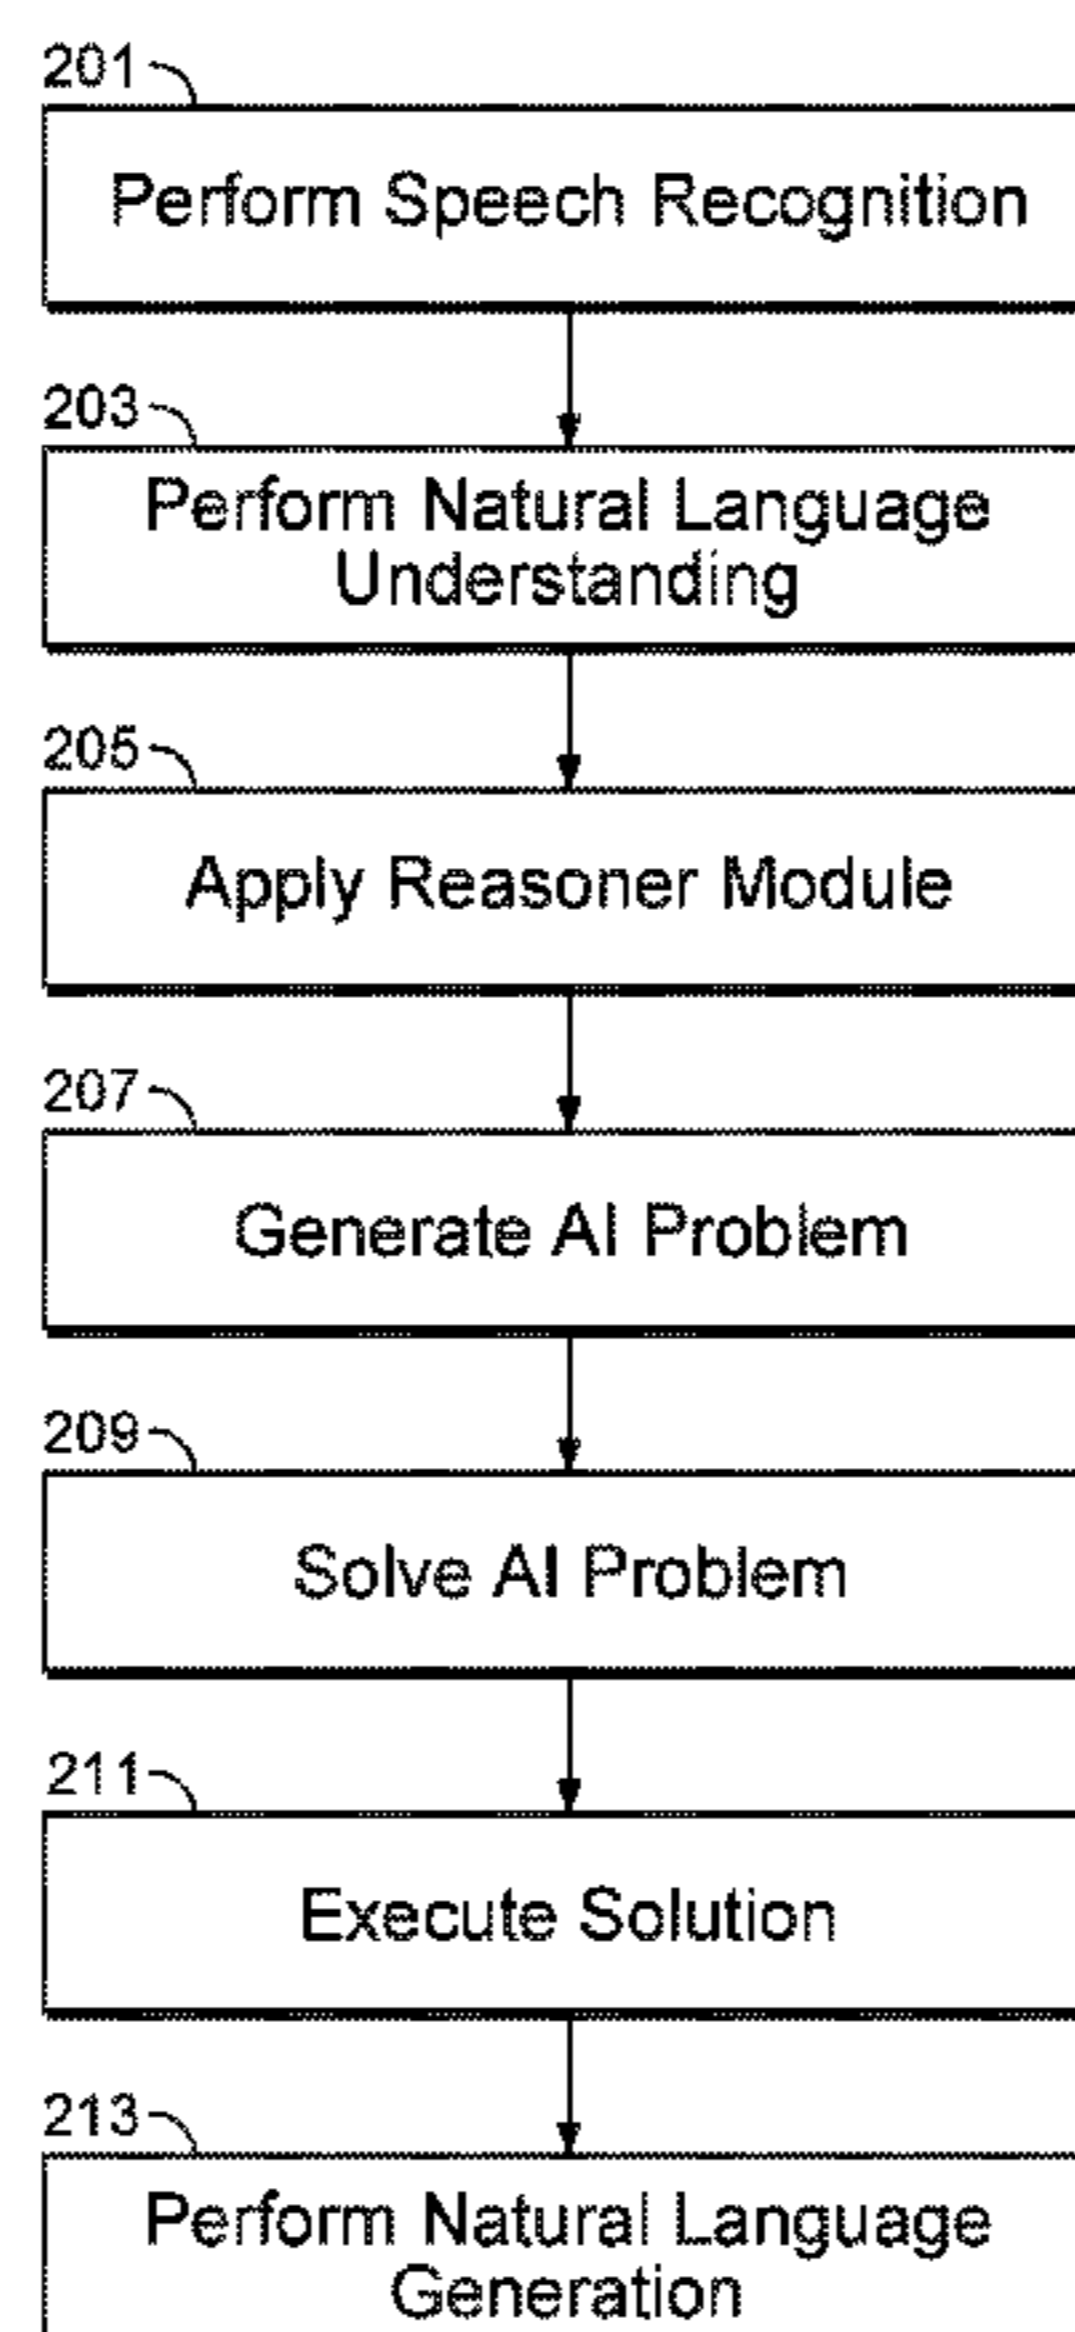 201
Perform Speech Recognition
203
Perform Natural Language
Understanding
205
Apply Reasoner Module
207
Generate AI Problem
209
Solve AI Problem
211
Execute Solution
213
Perform Natural Language
Generation